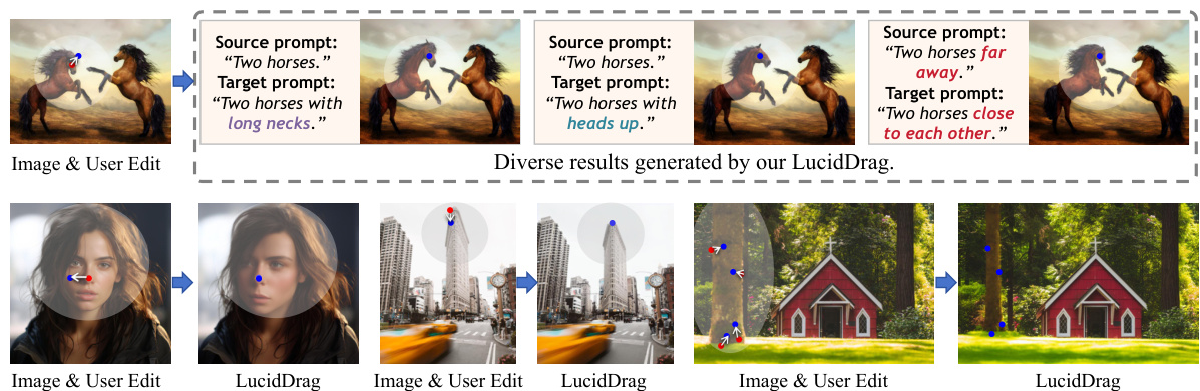 Source prompt:
“Two horses.”
Target prompt:
“Two horses with
long necks.”
Source prompt:
“Two horses.”
Target prompt:
“Two horses with
heads up.”
Source prompt:
“Two horses far
away.”
Target prompt:
“Two horses close
to each other.”
Image & User Edit
Diverse results generated by our LucidDrag.
Image & User Edit
LucidDrag
Image & User Edit
LucidDrag
Image & User Edit
LucidDrag